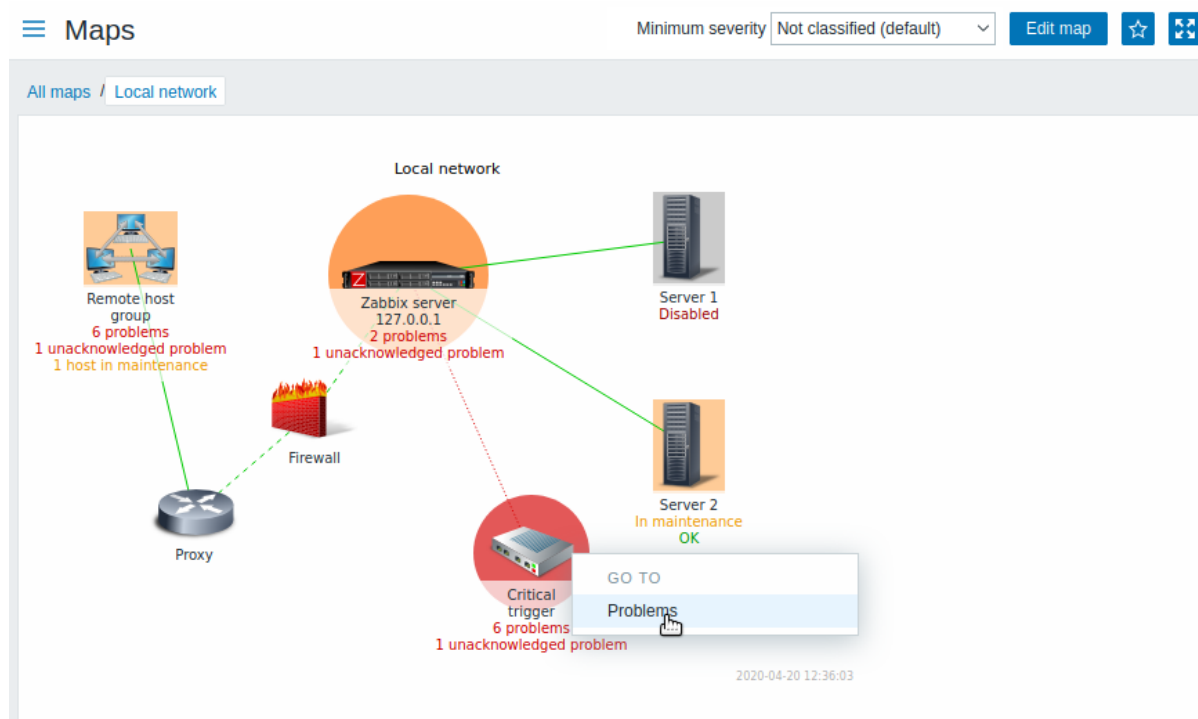 Maps
Minimum severity Not classified (default) Edit map
All maps / Local network
Local network
Remote host
group
6 problems
1 unacknowledged problem
1 host in maintenance
Z
Zabbix server
127.0.0.1
2 problems
1 unacknowledged problem
Server 1
Disabled
Firewall
Proxy
Server 2
In maintenance
OK
GO TO
Problems
Critical
trigger
6 problems
1 unacknowledged problem
2020-04-20 12:36:03